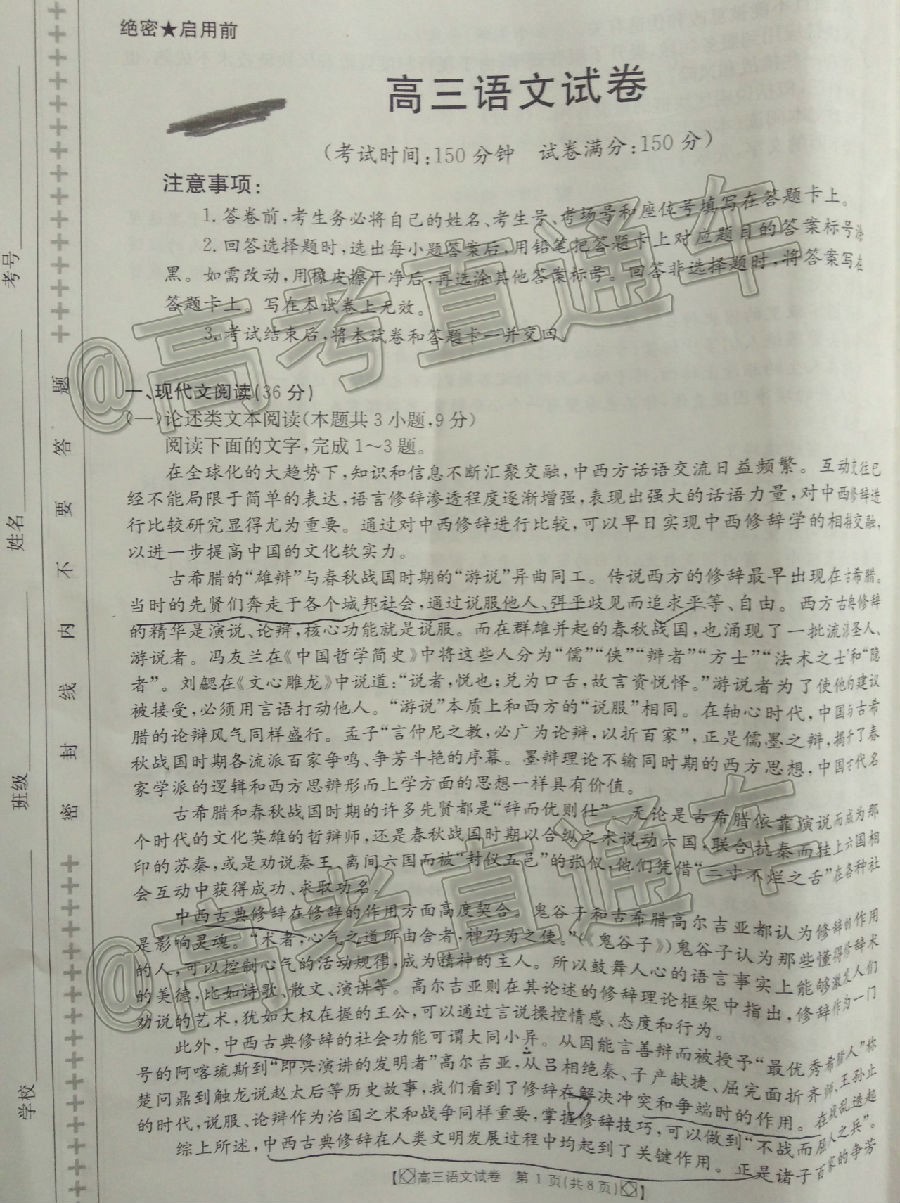 绝密★启用前
高三语文试卷
(考试时间:150分钟 试卷满分:150分)
注意事项:
1. 答卷前,考生务必将自己的姓名、考生号、考场号和座位号填写在答题卡上。
2. 回答选择题时,选出每小题答案后,用铅笔把答题卡上对应题目的答案标号涂
黑。如需改动,用橡皮擦干净后,再选涂其他答案标号。回答非选择题时,将答案写在
答题卡上。写在本试卷上无效。
3. 考试结束后,将本试卷和答题卡一并交回。
一、现代文阅读(36分)
(一)论述类文本阅读(本题共3小题,9分)
阅读下面的文字,完成1~3题。
在全球化的大趋势下,知识和信息不断汇聚交融,中西方话语交流日益频繁。互动交往已
经不能局限于简单的表达,语言修辞渗透程度逐渐增强,表现出强大的话语力量,对中西修辞进
行比较研究显得尤为重要。通过对中西修辞进行比较,可以早日实现中西修辞学的相接交融,
以进一步提高中国的文化软实力。
古希腊的“雄辩”与春秋战国时期的“游说”异曲同工。传说西方的修辞最早出现在古希腊。
当时的先贤们奔走于各个城邦社会,通过说服他人、弭平歧见而追求平等、自由。西方古典修辞
的精华是演说、论辩,核心功能就是说服。而在群雄并起的春秋战国,也涌现了一批流浪圣人、
游说者。冯友兰在《中国哲学简史》中将这些人分为“儒”“侠”“辩者”“方士”“法术之士”和“隐
者”。刘勰在《文心雕龙》中说道:“说者,悦也;兑为口舌,故言资悦怿。”游说者为了使他的建议
被接受,必须用言语打动他人。“游说”本质上和西方的“说服”相同。在轴心时代,中国与古希
腊的论辩风气同样盛行。孟子“言仲尼之教,必广为论辩,以折百家”,正是儒墨之辩,揭开了春
秋战国时期各流派百家争鸣、争芳斗艳的序幕。墨辩理论不输同时期的西方思想,中国古代名
家学派的逻辑和西方思辨形而上学方面的思想一样具有价值。
古希腊和春秋战国时期的许多先贤都是“辞而优则仕”。无论是古希腊依靠演说而成为那
个时代的文化英雄的哲辩师,还是春秋战国时期以合纵之术说动六国,联合抗秦而挂上六国相
印的苏秦,或是劝说秦王、离间六国而被“封仪五邑”的张仪,他们凭借“三寸不烂之舌”在各种社
会互动中获得成功、求取功名。
中西古典修辞在修辞的作用方面高度契合。鬼谷子和古希腊高尔吉亚都认为修辞的作用
是影响灵魂。“术者,心气之道所由舍者,神乃为之使。”(《鬼谷子》)鬼谷子认为那些懂得修辞术
的人,可以控制心气的活动规律,成为精神的主人。所以鼓舞人心的语言事实上能够激发人们
的美德,比如诗歌、散文、演讲等。高尔吉亚则在其论述的修辞理论框架中指出,修辞作为一门
劝说的艺术,犹如大权在握的王公,可以通过言说操控情感、态度和行为。
此外,中西古典修辞的社会功能可谓大同小异。从因能言善辩而被授予“最优秀希腊人”称
号的阿喀琉斯到“即兴演讲的发明者”高尔吉亚,从吕相绝秦、子产献捷、屈完面折齐师,王孙止
楚问鼎到触龙说赵太后等历史故事,我们看到了修辞在解决冲突和争端时的作用。在战乱迭起
的时代,说服、论辩作为治国之术和战争同样重要,掌握修辞技巧,可以做到“不战而屈人之兵”。
综上所述,中西古典修辞在人类文明发展过程中均起到了关键作用。正是诸子百家的争芳
【高三语文试卷 第1页(共8页)】
学校
班级
姓名
考号
密封线内不要答题
@高考直通车
@高考直通车